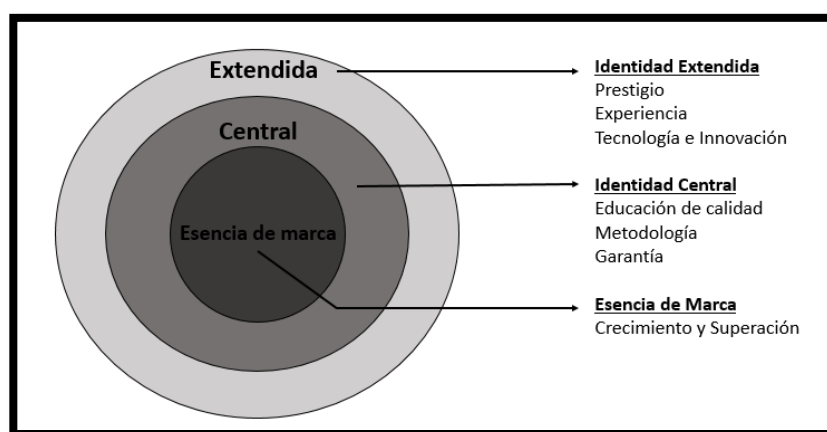 Extendida
Central
Esencia de marca
Identidad Extendida
Prestigio
Experiencia
Tecnología e Innovación
Identidad Central
Educación de calidad
Metodología
Garantía
Esencia de Marca
Crecimiento y Superación